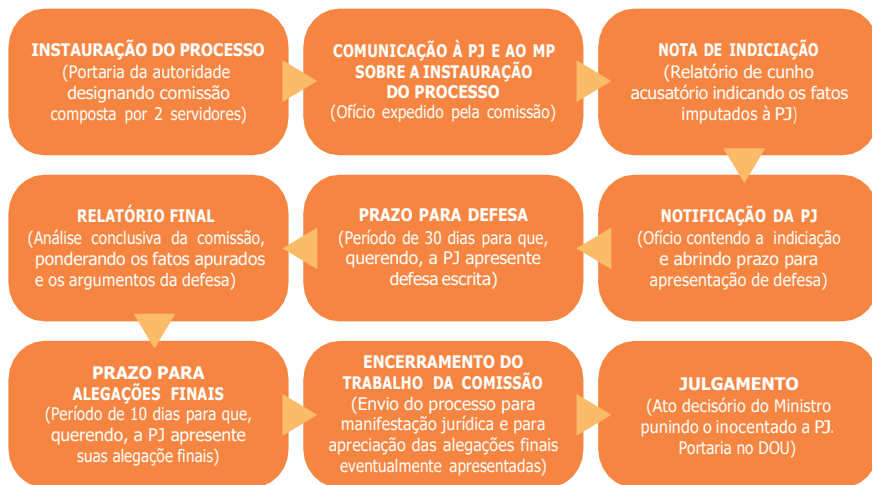 INSTAURAÇÃO DO PROCESSO
(Portaria da autoridade
designando comissão
composta por 2 servidores)
COMUNICAÇÃO À PJ E AO MP
SOBRE A INSTAURAÇÃO
DO PROCESSO
(Ofício expedido pela comissão)
NOTA DE INDICIAÇÃO
(Relatório de cunho
acusatório indicando os fatos
imputados à PJ)
NOTIFICAÇÃO DA PJ
(Ofício contendo a indiciação
e abrindo prazo para
apresentação de defesa)
PRAZO PARA DEFESA
(Período de 30 dias para que,
querendo, a PJ apresente
defesa escrita)
RELATÓRIO FINAL
(Análise conclusiva da comissão,
ponderando os fatos apurados
e os argumentos da defesa)
PRAZO PARA
ALEGAÇÕES FINAIS
(Período de 10 dias para que,
querendo, a PJ apresente
suas alegaçõe finais)
ENCERRAMENTO DO
TRABALHO DA COMISSÃO
(Envio do processo para
manifestação jurídica e para
apreciação das alegações finais
eventualmente apresentadas)
JULGAMENTO
(Ato decisório do Ministro
punindo o inocentado a PJ.
Portaria no DOU)